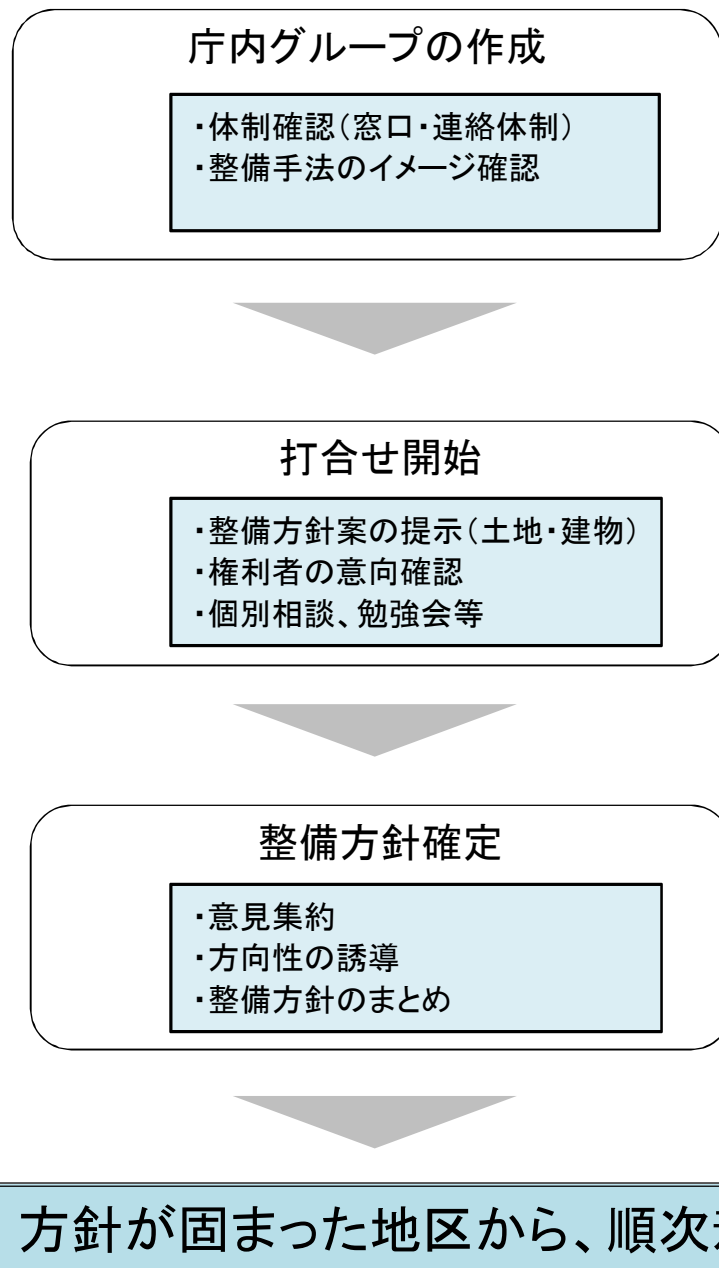 庁内グループの作成
・体制確認（窓口・連絡体制）
・整備手法のイメージ確認
打合せ開始
・整備方針案の提示（土地・建物）
・権利者の意向確認
・個別相談、勉強会等
整備方針確定
・意見集約
・方向性の誘導
・整備方針のまとめ
方針が固まった地区から、順次